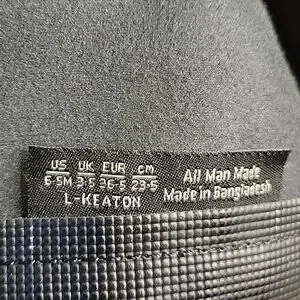 US UK EUR cm
6-5M 3-5 36-5 23-5
L-KEATON
All Man Made
Made in Bangladesh